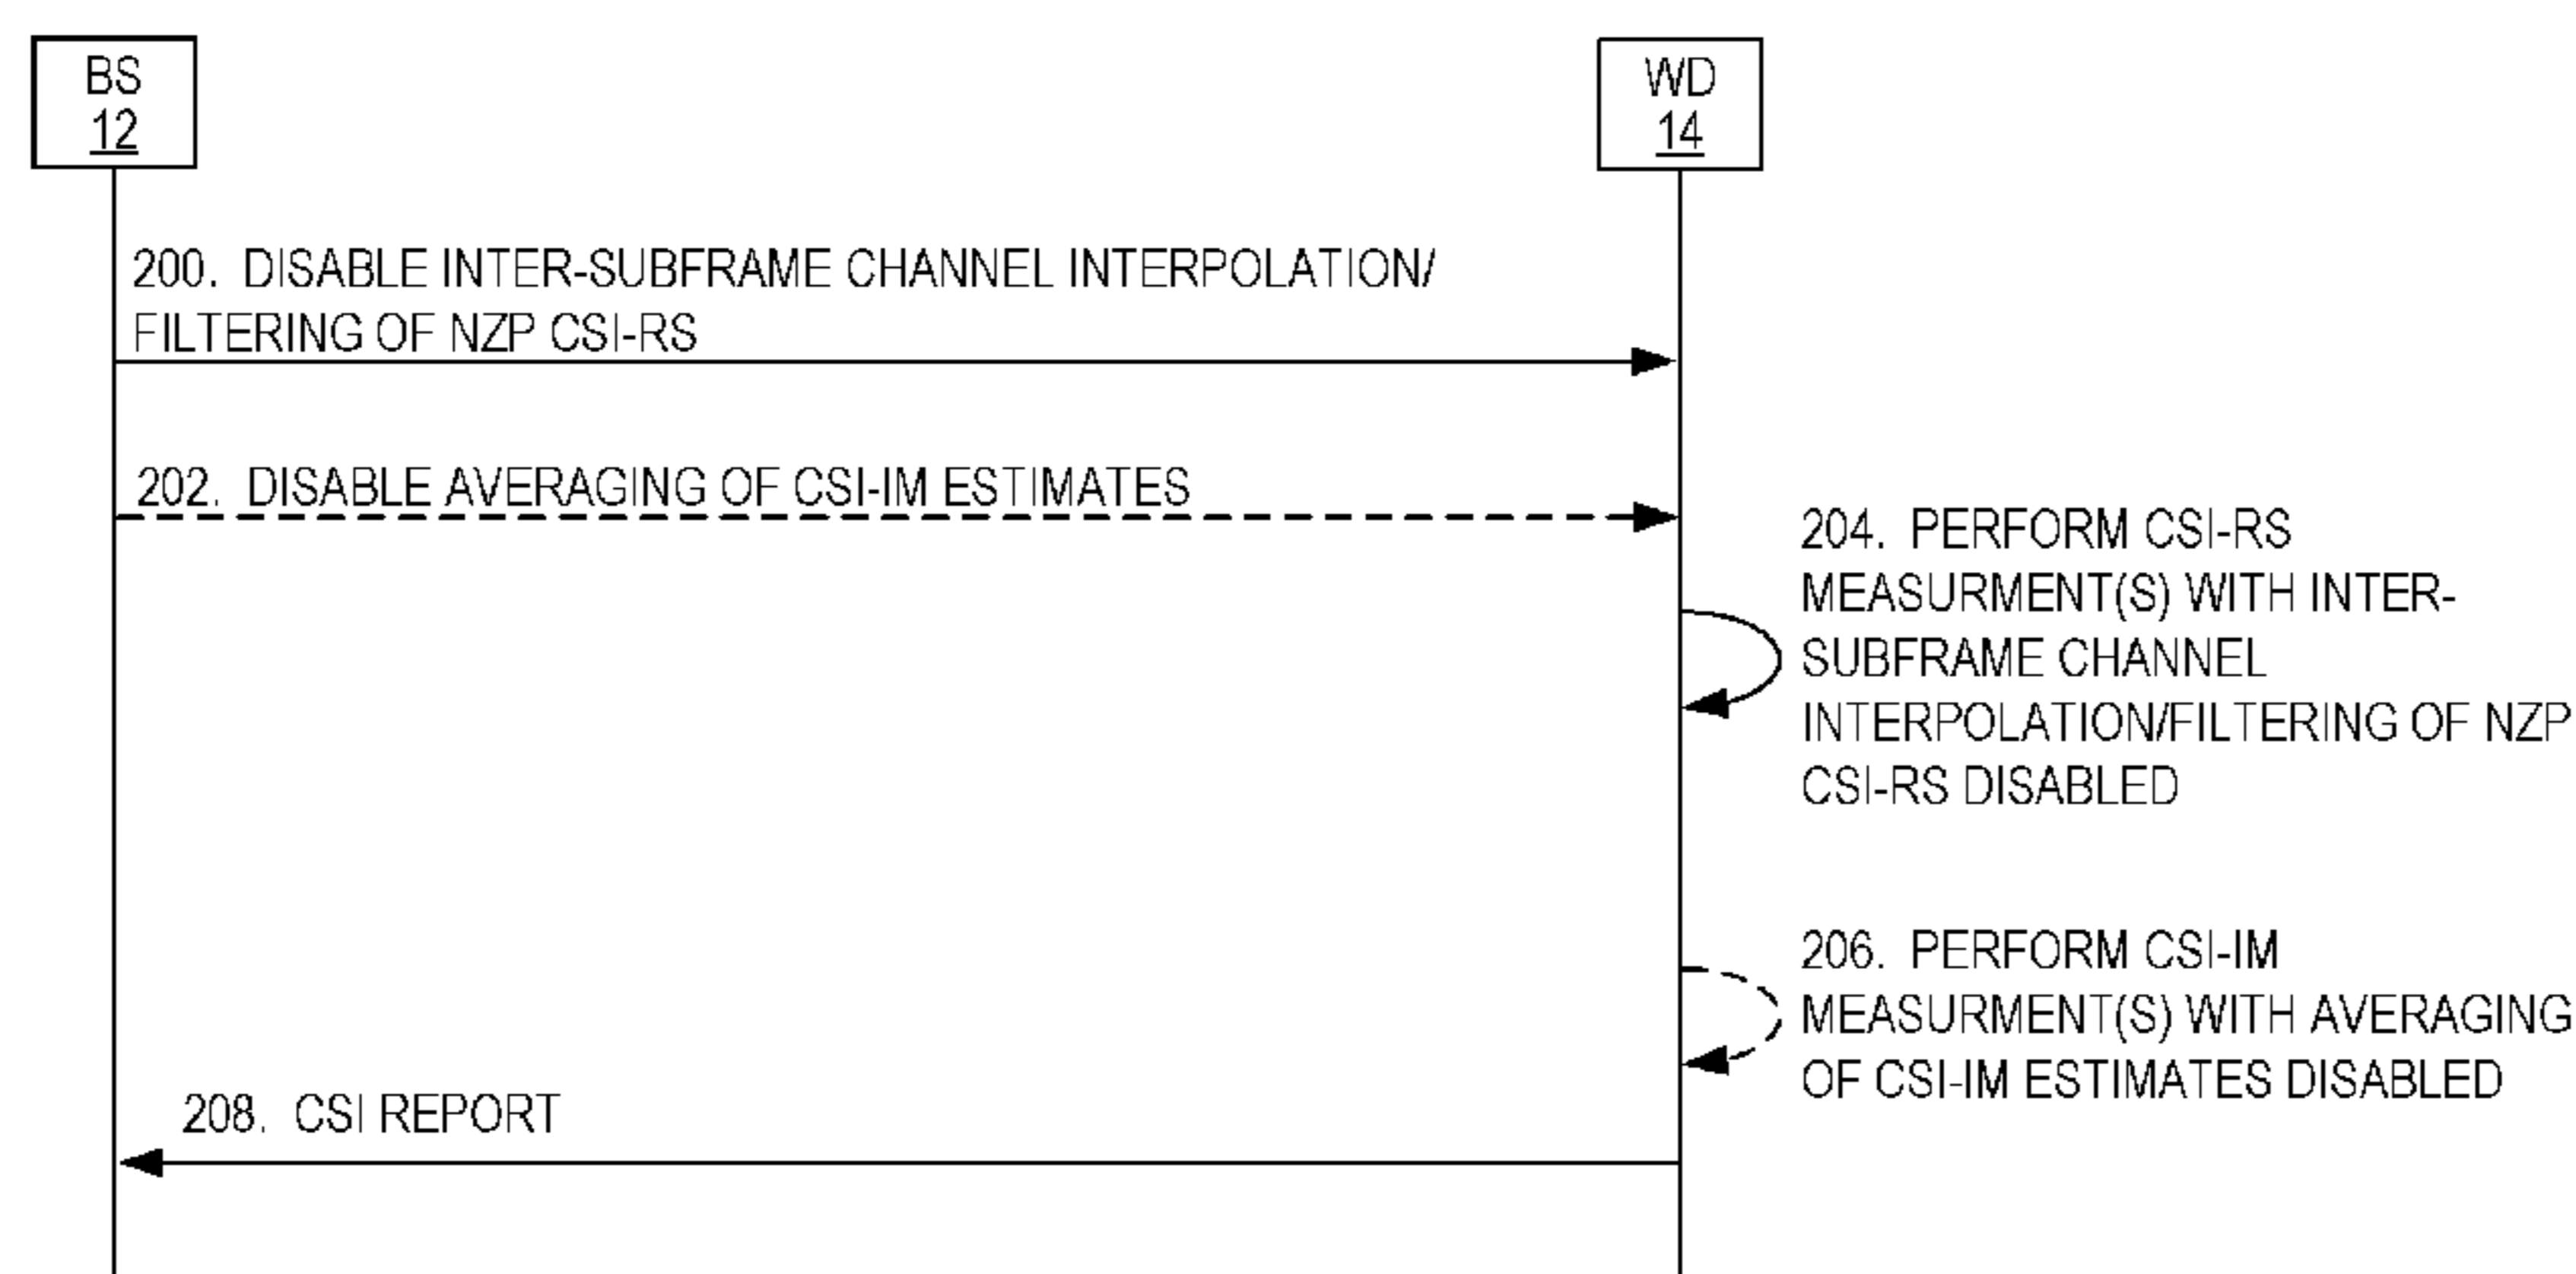 BS
12
WD
14
200. DISABLE INTER-SUBFRAME CHANNEL INTERPOLATION/
FILTERING OF NZP CSI-RS
202. DISABLE AVERAGING OF CSI-IM ESTIMATES
204. PERFORM CSI-RS
MEASURMENT(S) WITH INTER-
SUBFRAME CHANNEL
INTERPOLATION/FILTERING OF NZP
CSI-RS DISABLED
206. PERFORM CSI-IM
MEASURMENT(S) WITH AVERAGING
OF CSI-IM ESTIMATES DISABLED
208. CSI REPORT